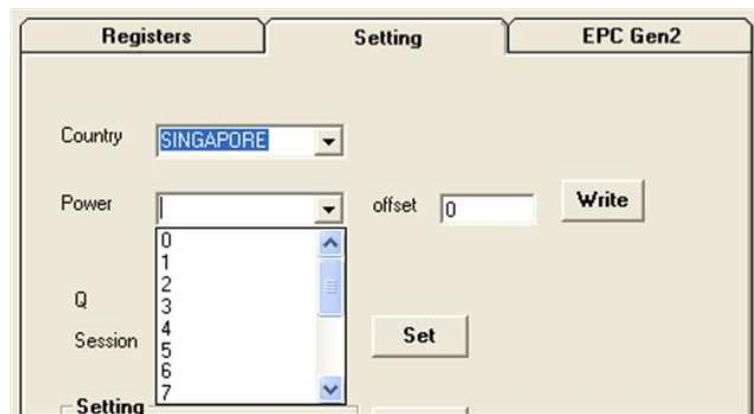 Registers Setting EPC Gen2
Country SINGAPORE
Power offset 0 Write
0
1
2
Q
3
4
Session Set
5
6
7
Setting